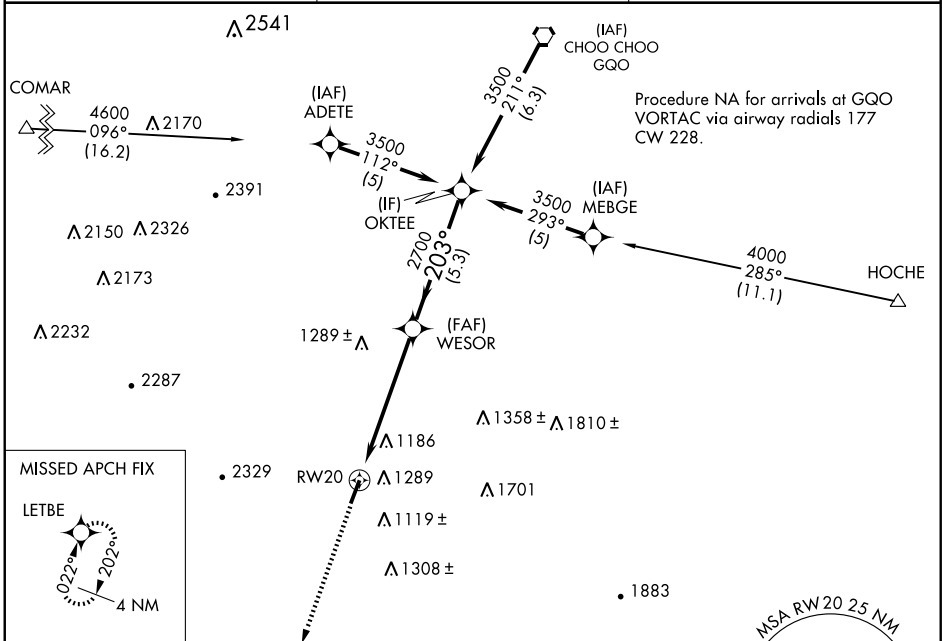 2541
(IAF)
CHOO CHOO
GQO
COMAR
4600
096°
(16.2)
2170
(IAF)
ADETE
3500
211°
(6.3)
Procedure NA for arrivals at GQO
VORTAC via airway radials 177
CW 228.
3500
112°
(5)
2391
(IF)
OKTEE
3500
293°
(5)
(IAF)
MEBGE
2150
2326
2700
203°
(5.3)
4000
285°
(11.1)
HOCHE
2173
2232
1289 ±
(FAF)
WESOR
2287
1358 ±
1810 ±
1186
MISSED APCH FIX
2329
RW20
1289
1701
LETBE
1119 ±
022°
202°
4 NM
1308 ±
1883
MSA RW20 25 NM